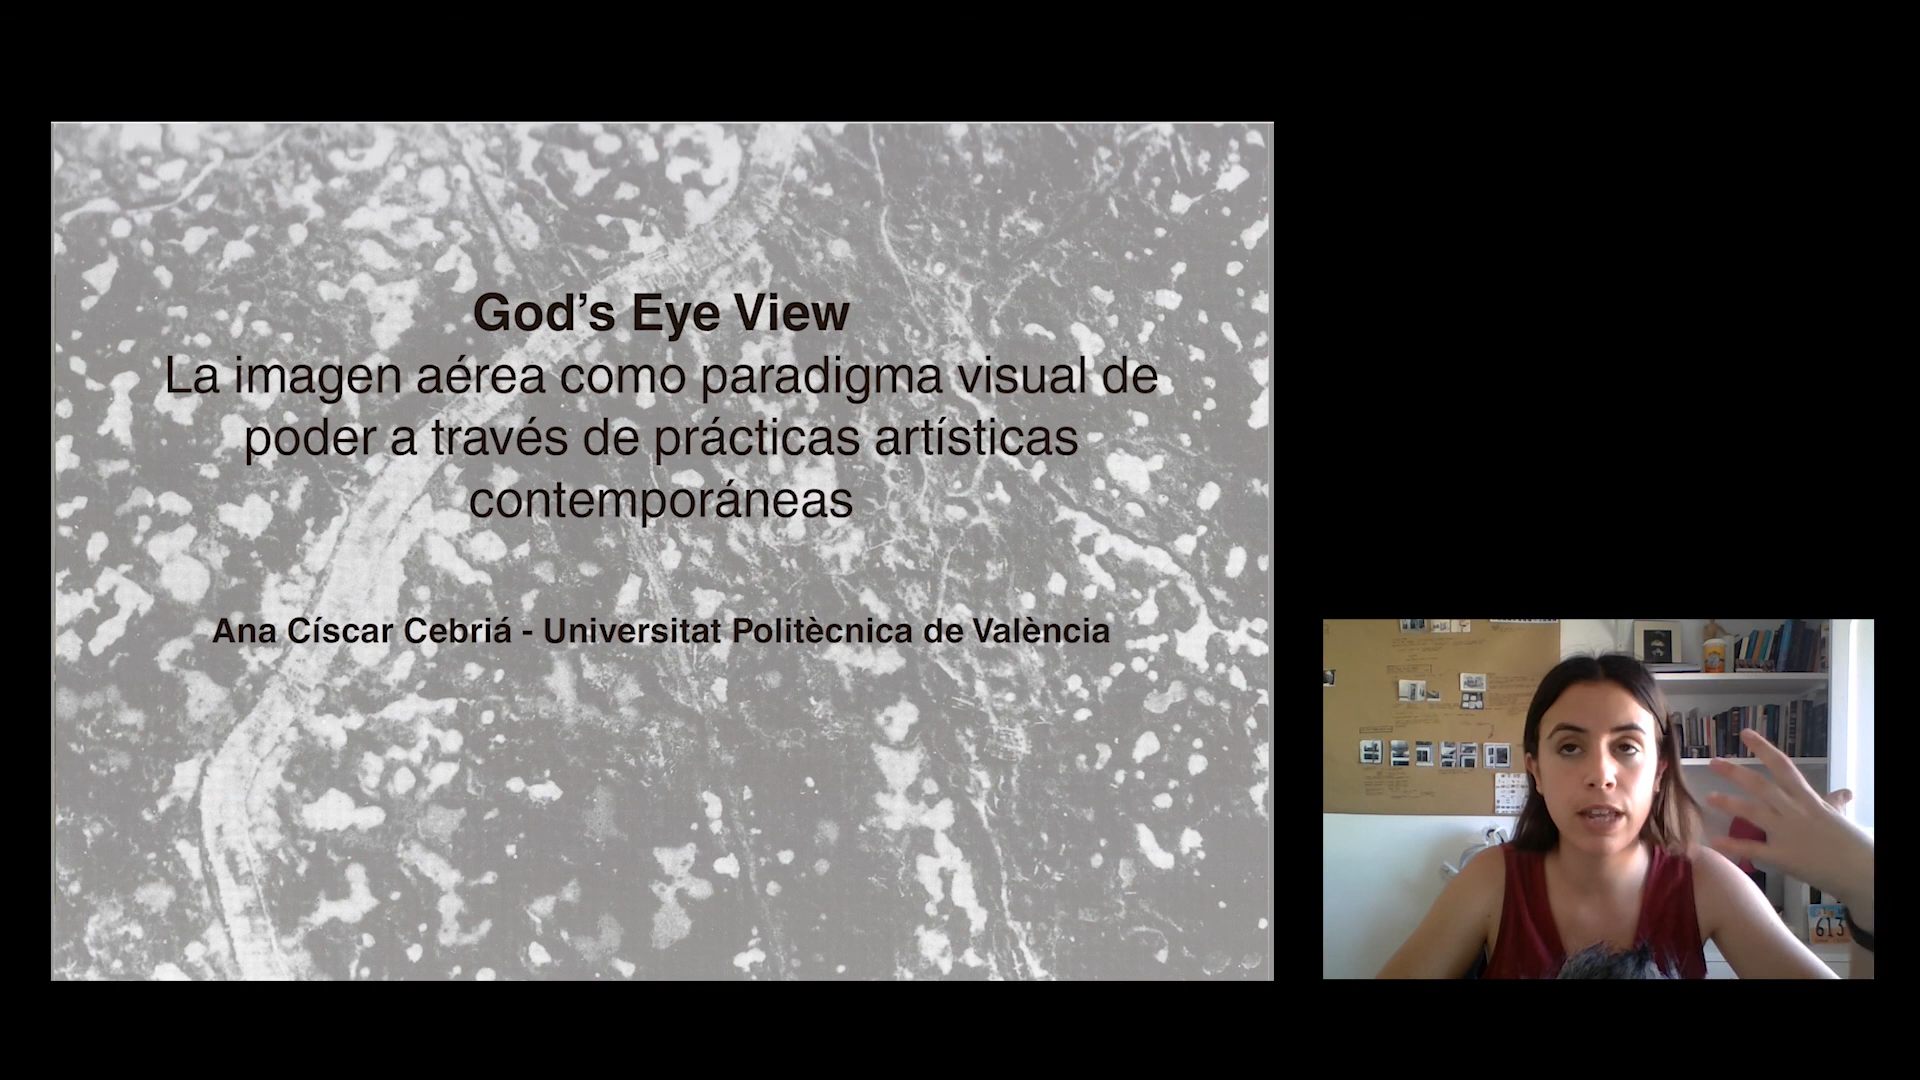 God’s Eye View
La imagen aérea como paradigma visual de
poder a través de prácticas artísticas
contemporáneas
Ana Císcar Cebriá - Universitat Politècnica de València
613